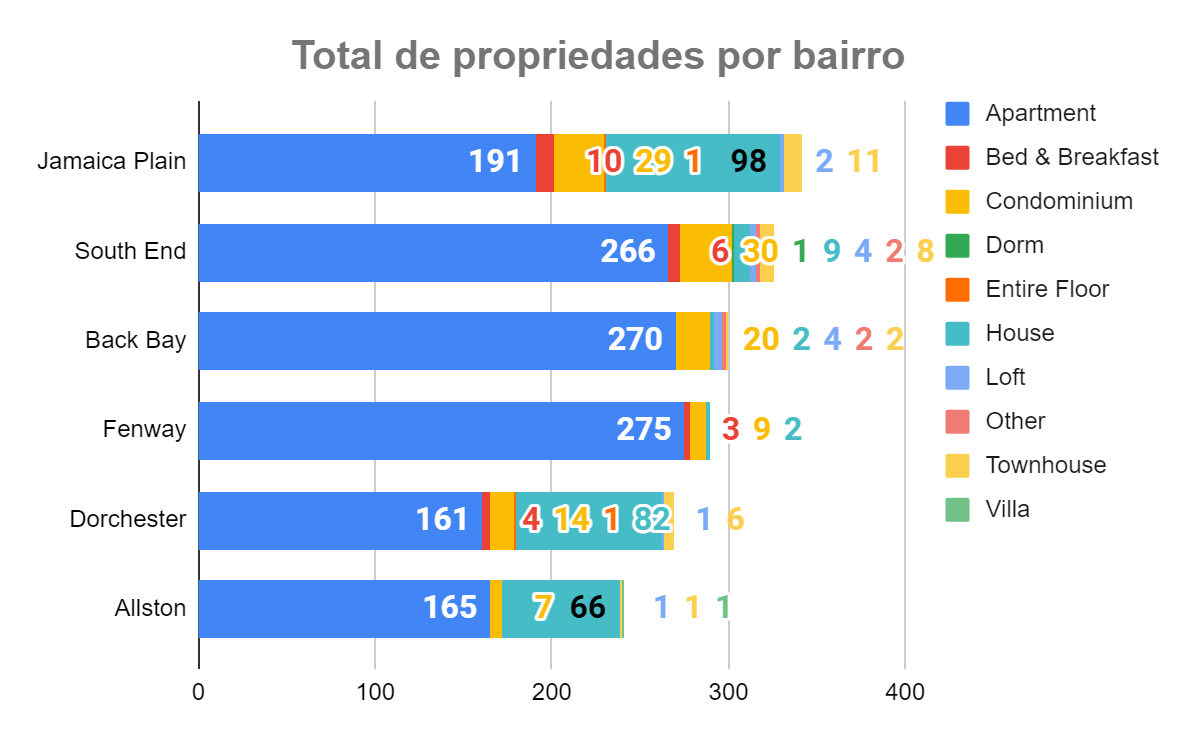 Total de propriedades por bairro
Jamaica Plain 191 10 29 1 98 2 11
South End 266 6 30 1 9 4 2 8
Back Bay 270 20 2 4 2 2
Fenway 275 3 9 2
Dorchester 161 4 14 1 82 1 6
Allston 165 7 66 1 1 1
0 100 200 300 400
Apartment
Bed & Breakfast
Condominium
Dorm
Entire Floor
House
Loft
Other
Townhouse
Villa